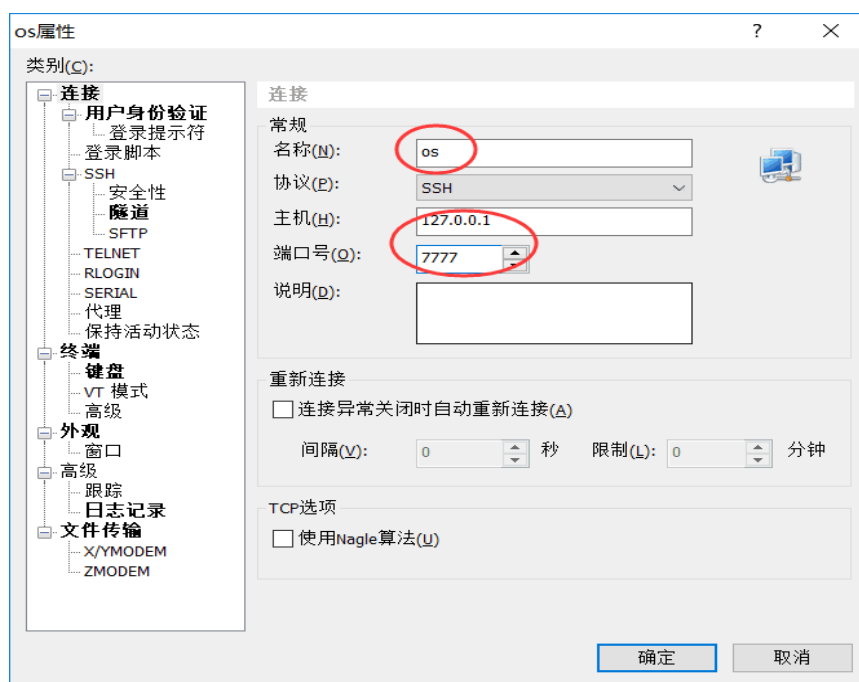 os属性
?
类别(C):
连接
用户身份验证
登录提示符
登录脚本
SSH
安全性
隧道
SFTP
TELNET
RLOGIN
SERIAL
代理
保持活动状态
终端
键盘
VT 模式
高级
外观
窗口
高级
跟踪
日志记录
文件传输
X/YMODEM
ZMODEM
连接
常规
名称(N): os
协议(P): SSH
主机(H): 127.0.0.1
端口号(O): 7777
说明(D):
重新连接
连接异常关闭时自动重新连接(A)
间隔(V): 0 秒 限制(L): 0 分钟
TCP选项
使用Nagle算法(U)
确定 取消